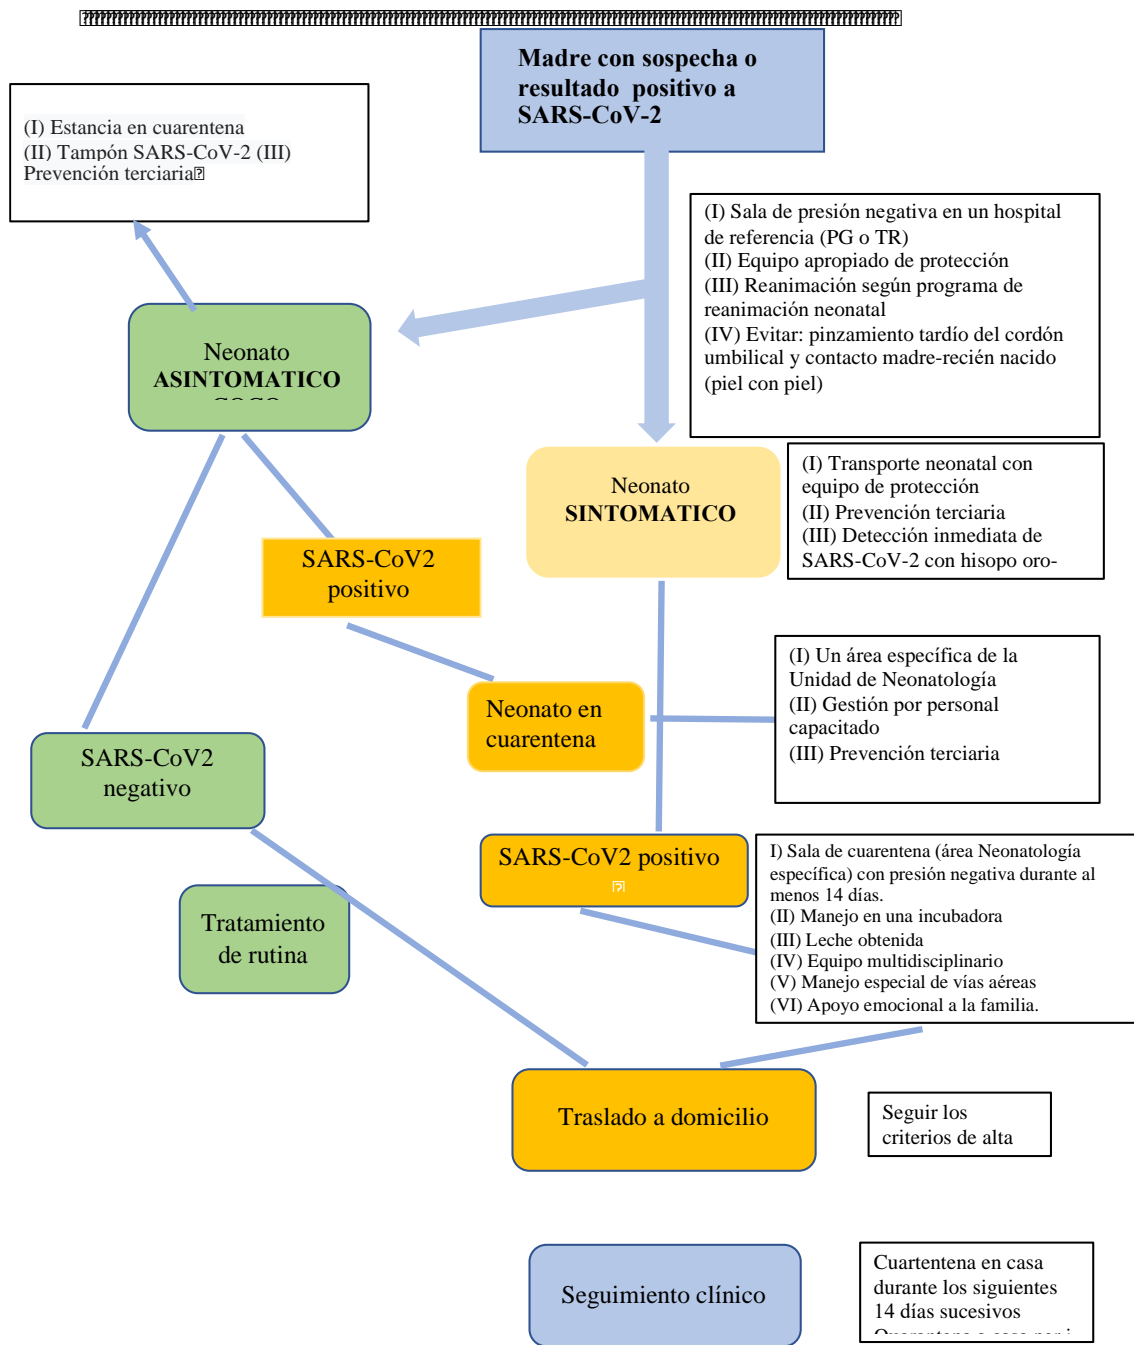 Madre con sospecha o
resultado positivo a
SARS-CoV-2
(I) Estancia en cuarentena
(II) Tampón SARS-CoV-2 (III)
Prevención terciaria
(I) Sala de presión negativa en un hospital
de referencia (PG o TR)
(II) Equipo apropiado de protección
(III) Reanimación según programa de
reanimación neonatal
(IV) Evitar: pinzamiento tardío del cordón
umbilical y contacto madre-recién nacido
(piel con piel)
Neonato
ASINTOMATICO
Neonato
SINTOMATICO
(I) Transporte neonatal con
equipo de protección
(II) Prevención terciaria
(III) Detección inmediata de
SARS-CoV-2 con hisopo oro-
SARS-CoV2
positivo
Neonato en
cuarentena
(I) Un área específica de la
Unidad de Neonatología
(II) Gestión por personal
capacitado
(III) Prevención terciaria
SARS-CoV2
negativo
SARS-CoV2 positivo
I) Sala de cuarentena (área Neonatología
específica) con presión negativa durante al
menos 14 días.
(II) Manejo en una incubadora
(III) Leche obtenida
(IV) Equipo multidisciplinario
(V) Manejo especial de vías aéreas
(VI) Apoyo emocional a la familia.
Tratamiento
de rutina
Traslado a domicilio
Seguir los
criterios de alta
Seguimiento clínico
Cuartentena en casa
durante los siguientes
14 días sucesivos